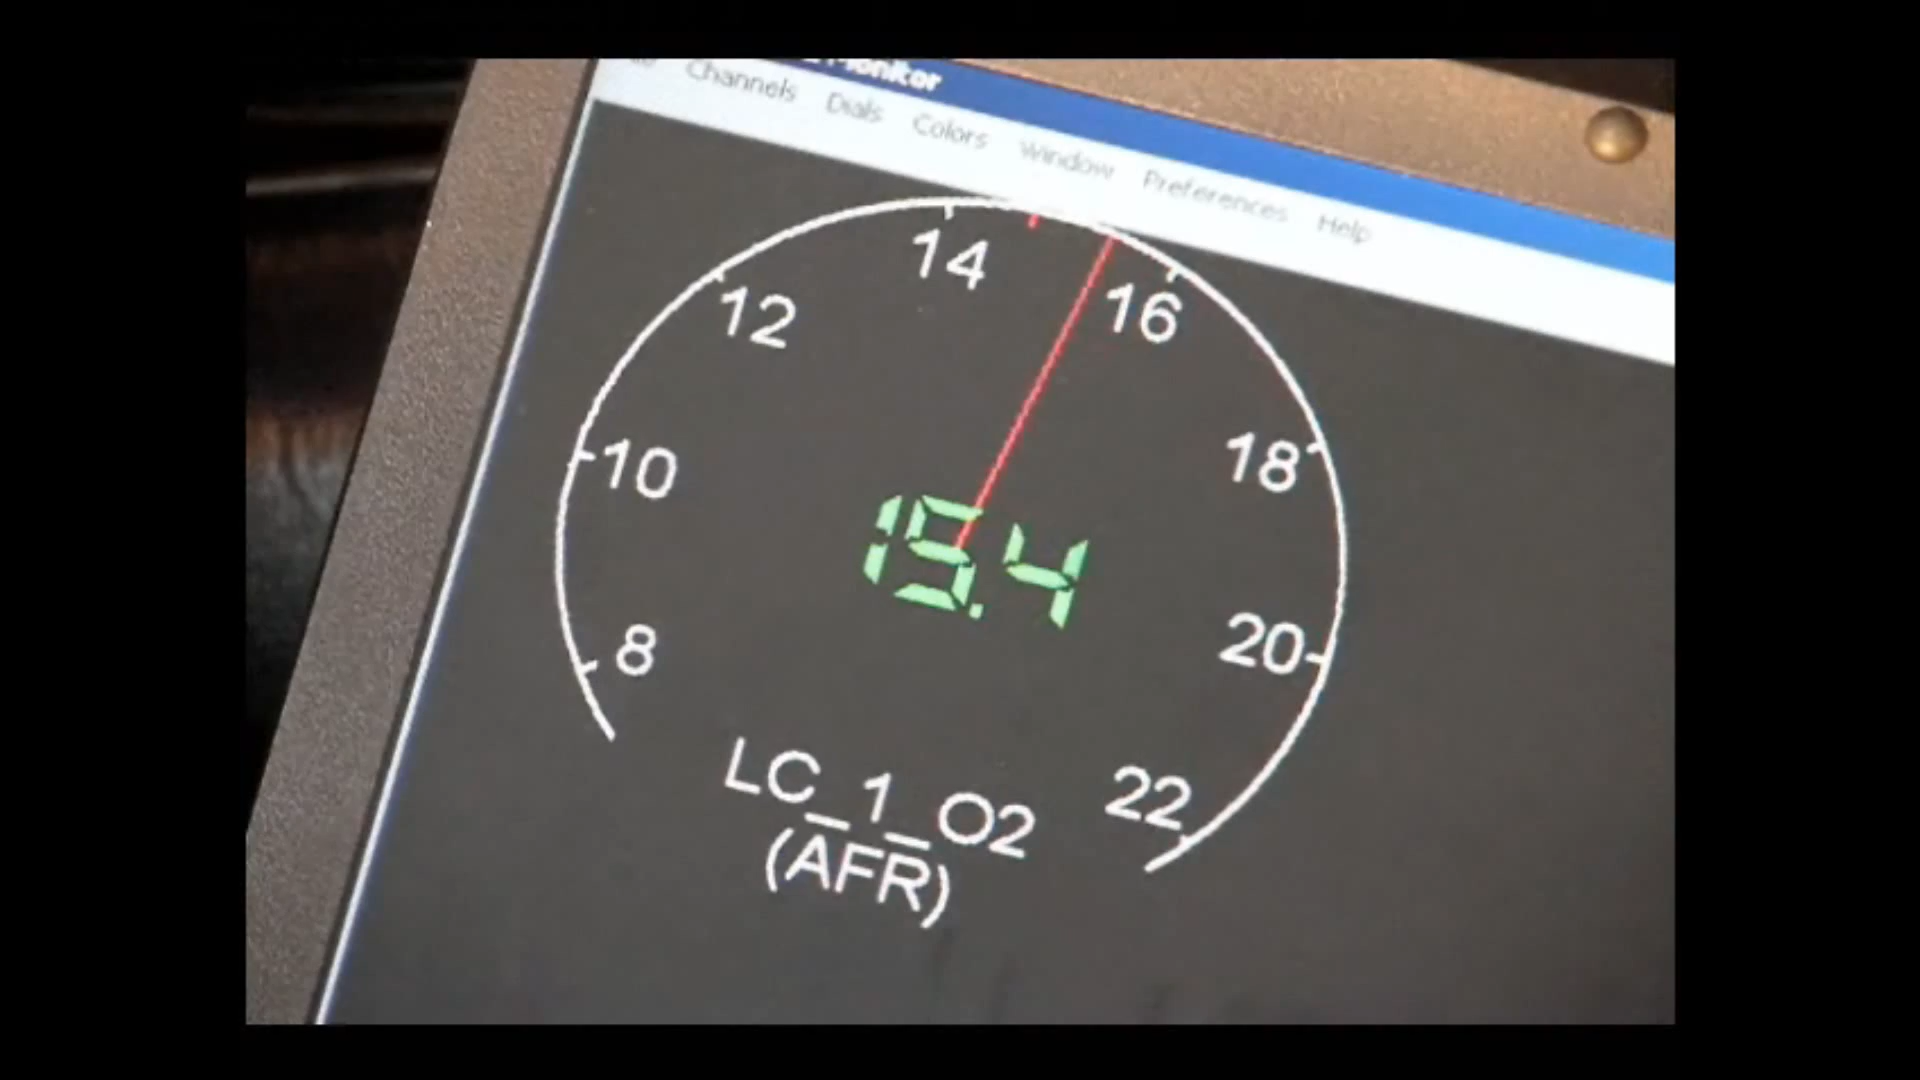 Monitor
Channels Dials Colors Window Preferences Help
14
16
12
18
10
15.4
20
8
22
LC_1_O2
(AFR)